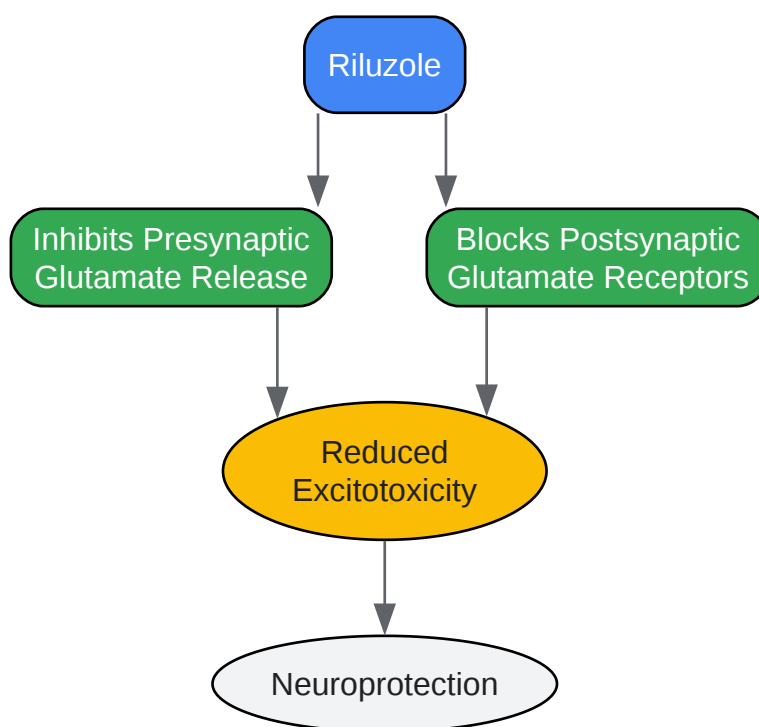 Riluzole
Inhibits Presynaptic
Glutamate Release
Blocks Postsynaptic
Glutamate Receptors
Reduced
Excitotoxicity
Neuroprotection